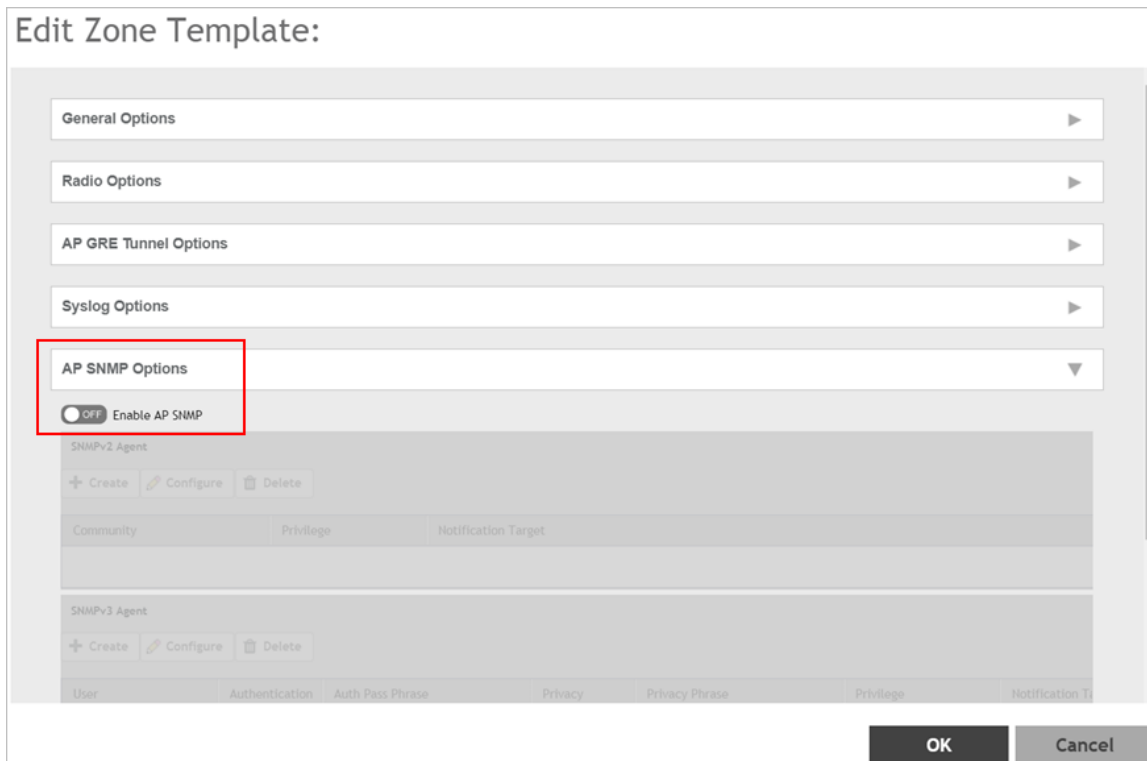 Edit Zone Template:
General Options
Radio Options
AP GRE Tunnel Options
Syslog Options
AP SNMP Options
OFF Enable AP SNMP
SNMPv2 Agent
Create Configure Delete
Community Privilege Notification Target
SNMPv3 Agent
Create Configure Delete
User Authentication Auth Pass Phrase Privacy Privacy Phrase Privilege Notification Ta
OK Cancel